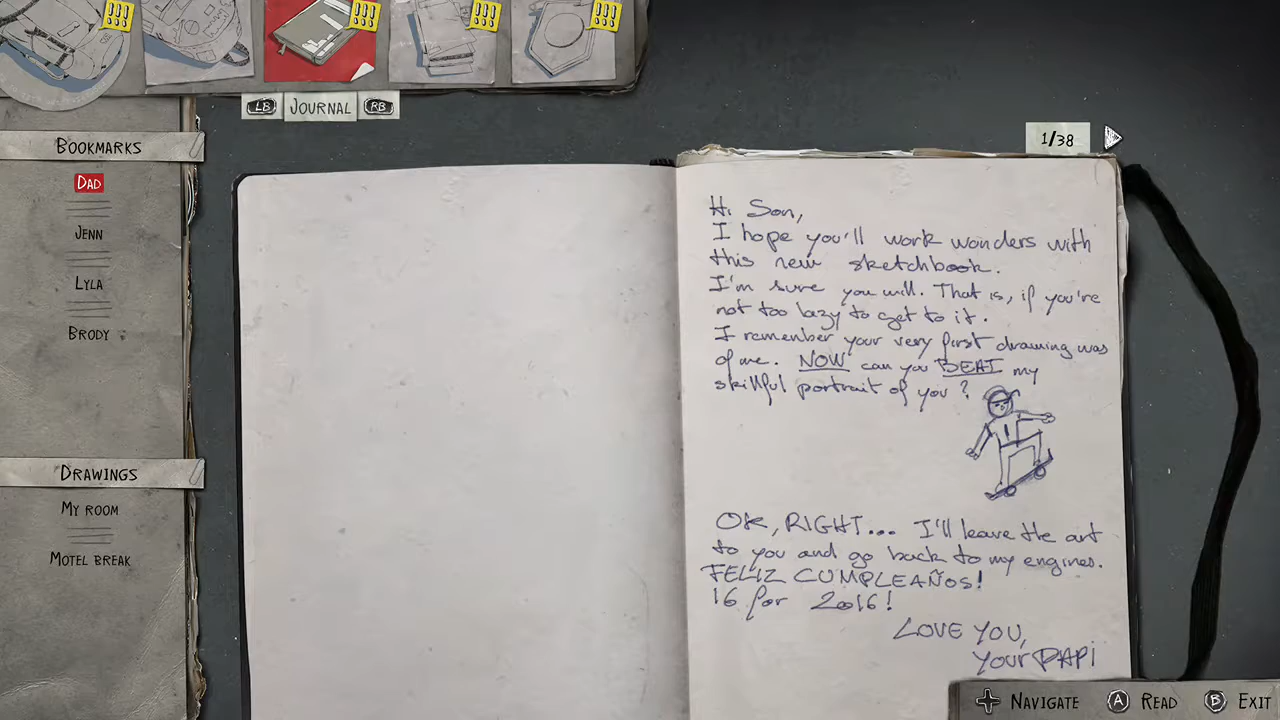 LB JOURNAL RB
BOOKMARKS
DAD
JENN
LYLA
BRODY
DRAWINGS
MY ROOM
MOTEL BREAK
1/38
Hi Son,
I hope you'll work wonders with
this new sketchbook.
I'm sure you will. That is, if you're
not too lazy to get to it.
I remember your very first drawing was
of me. NOW can you BEAT my
skillful portrait of you?
OK, RIGHT... I'll leave the art
to you and go back to my engines.
FELIZ CUMPLEAÑOS!
16 for 2016!
LOVE YOU,
Your PAPI
NAVIGATE A READ B EXIT